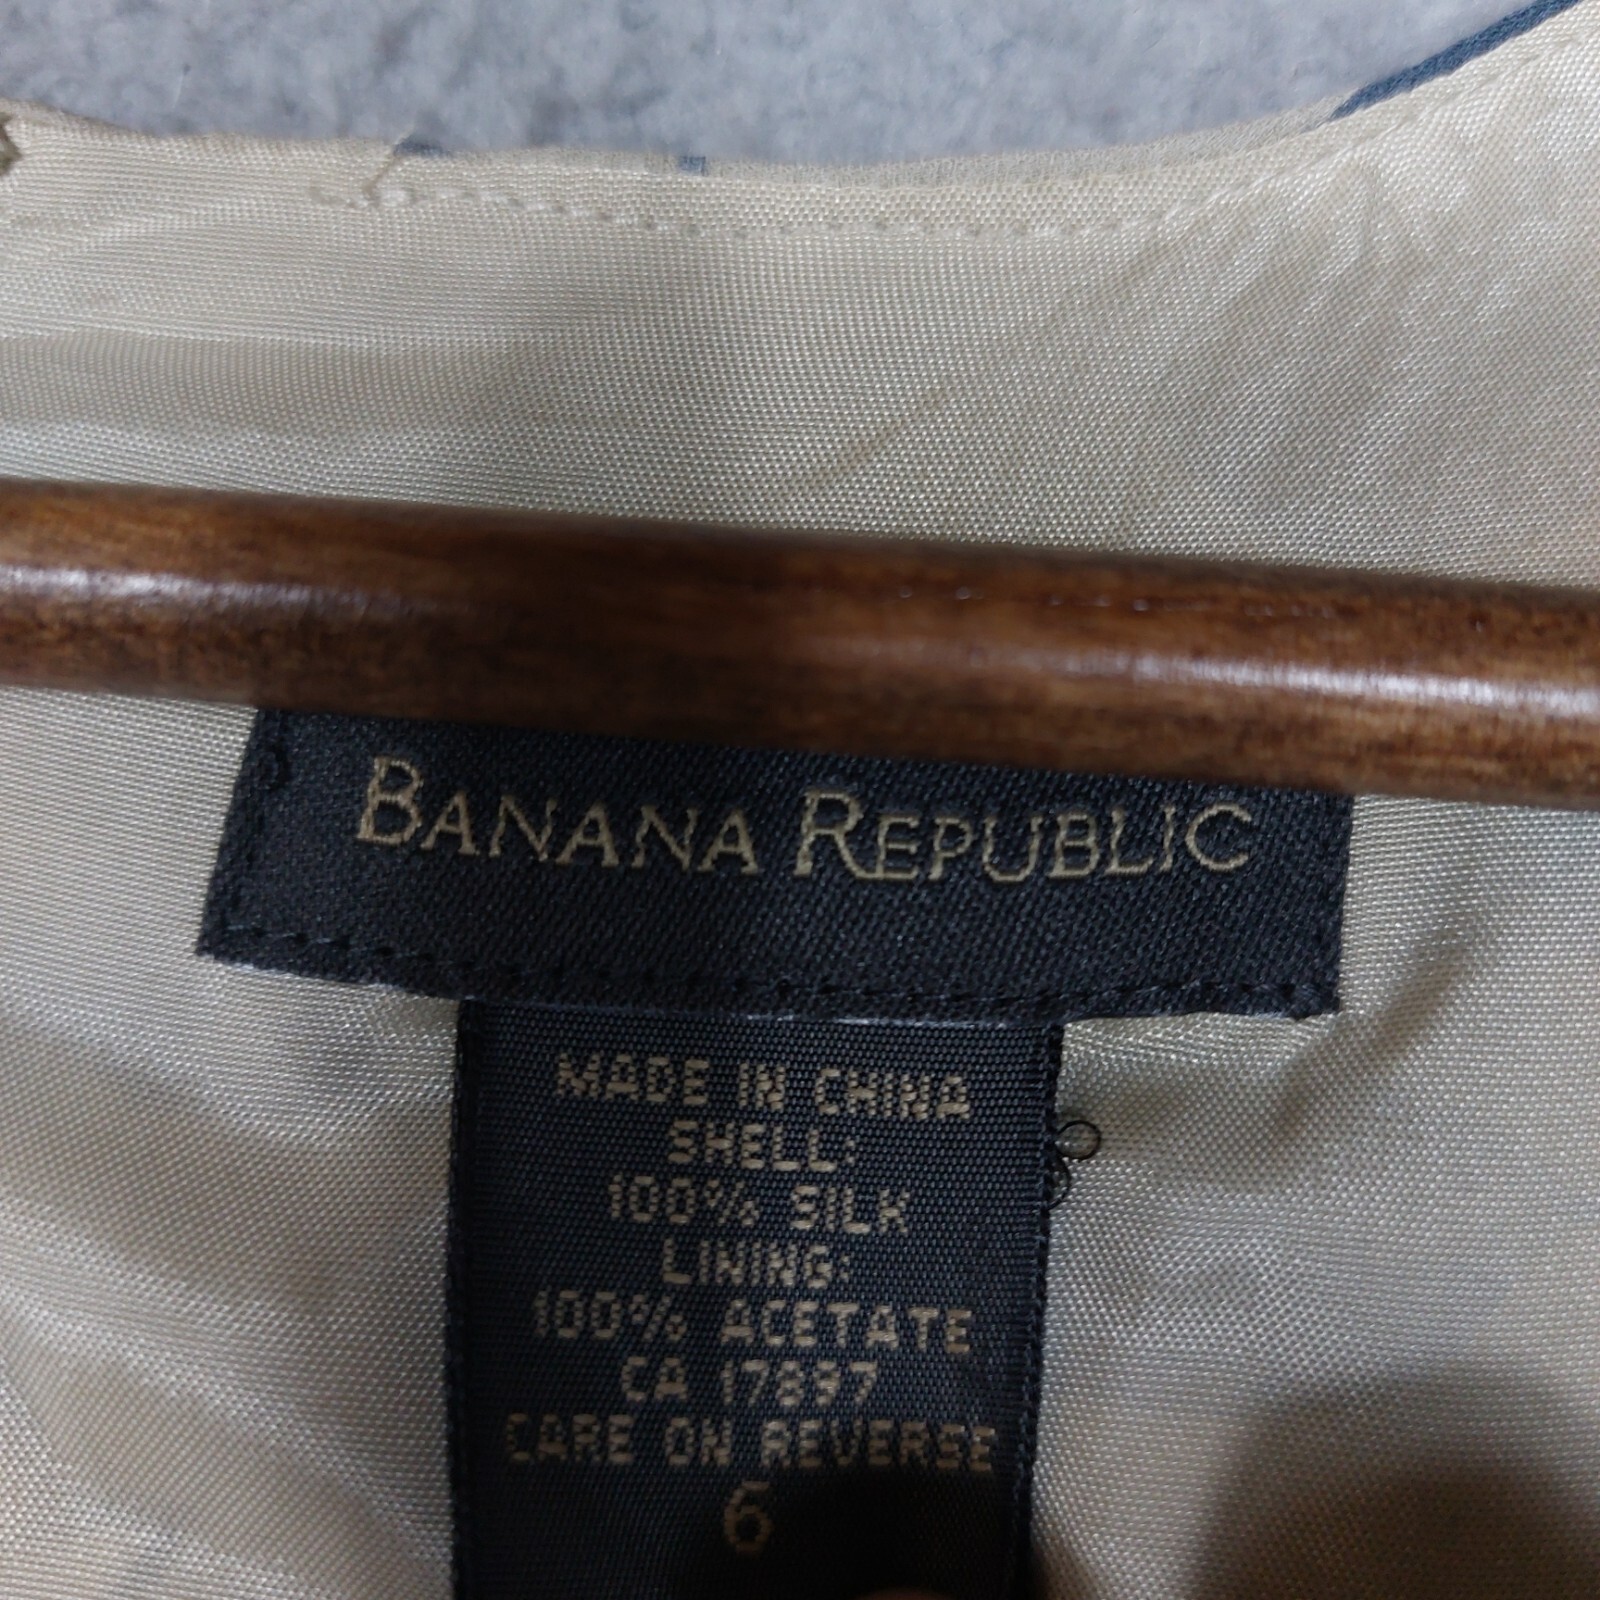 BANANA REPUBLIC
MADE IN CHINA
SHELL:
100% SILK
LINING:
100% ACETATE
CA 17897
CARE ON REVERSE
6